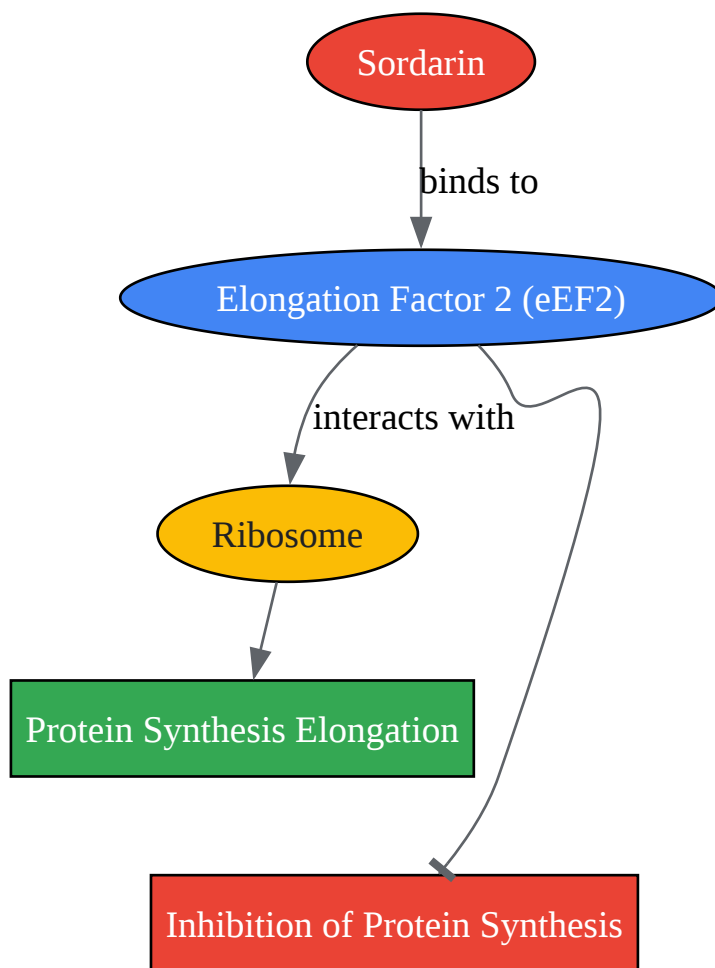 Sordarin
binds to
Elongation Factor 2 (eEF2)
interacts with
Ribosome
Protein Synthesis Elongation
Inhibition of Protein Synthesis